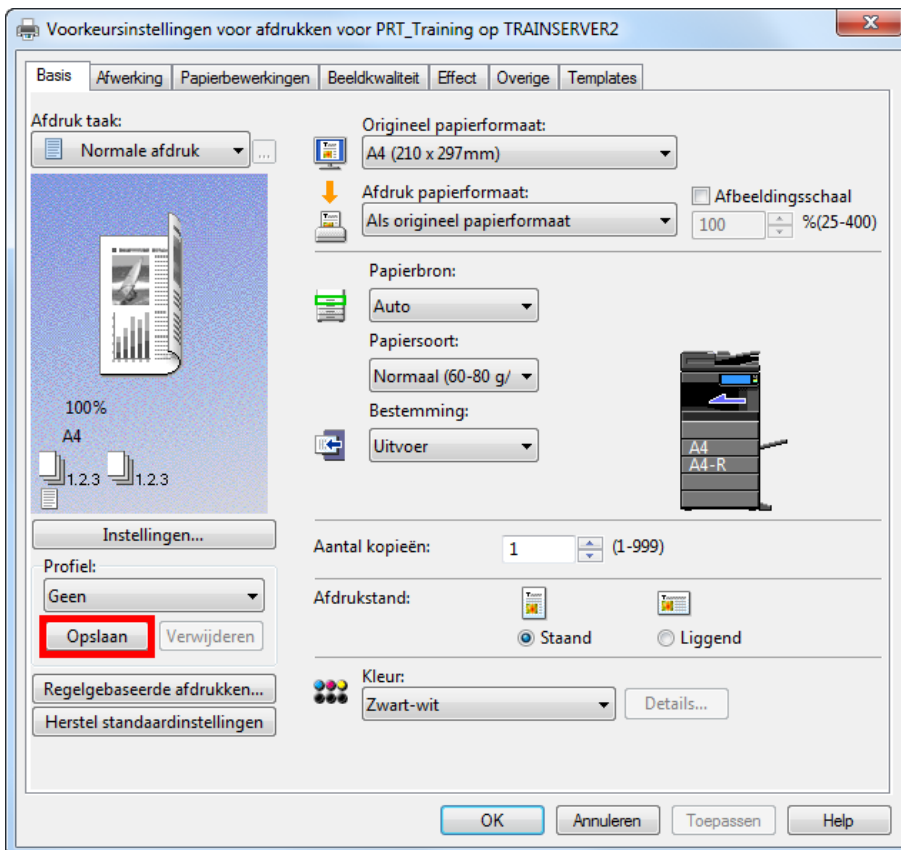 Voorkeursinstellingen voor afdrukken voor PRT_Training op TRAINSERVER2
Basis Afwerking Papierbewerkingen Beeldkwaliteit Effect Overige Templates
Afdruk taak:
Normale afdruk ...
100%
A4
1.2.3 1.2.3
Instellingen...
Profiel:
Geen
Opslaan Verwijderen
Regelgebaseerde afdrukken...
Herstel standaardinstellingen
Origineel papierformaat:
A4 (210 x 297mm)
Afdruk papierformaat:
Als origineel papierformaat
Afbeeldingsschaal
100 %(25-400)
Papierbron:
Auto
Papiersoort:
Normaal (60-80 g/
Bestemming:
Uitvoer
A4
A4-R
Aantal kopieën: 1 (1-999)
Afdrukstand:
Staand Liggend
Kleur:
Zwart-wit Details...
OK Annuleren Toepassen Help